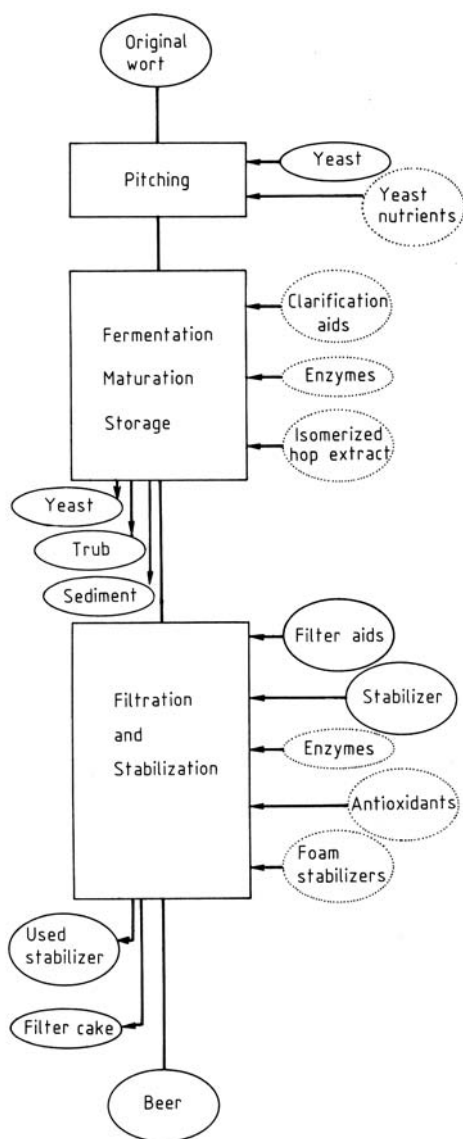 Original
wort
Pitching
Yeast
Yeast
nutrients
Fermentation
Maturation
Storage
Clarification
aids
Enzymes
Isomerized
hop extract
Yeast
Trub
Sediment
Filtration
and
Stabilization
Filter aids
Stabilizer
Enzymes
Antioxidants
Foam
stabilizers
Used
stabilizer
Filter cake
Beer